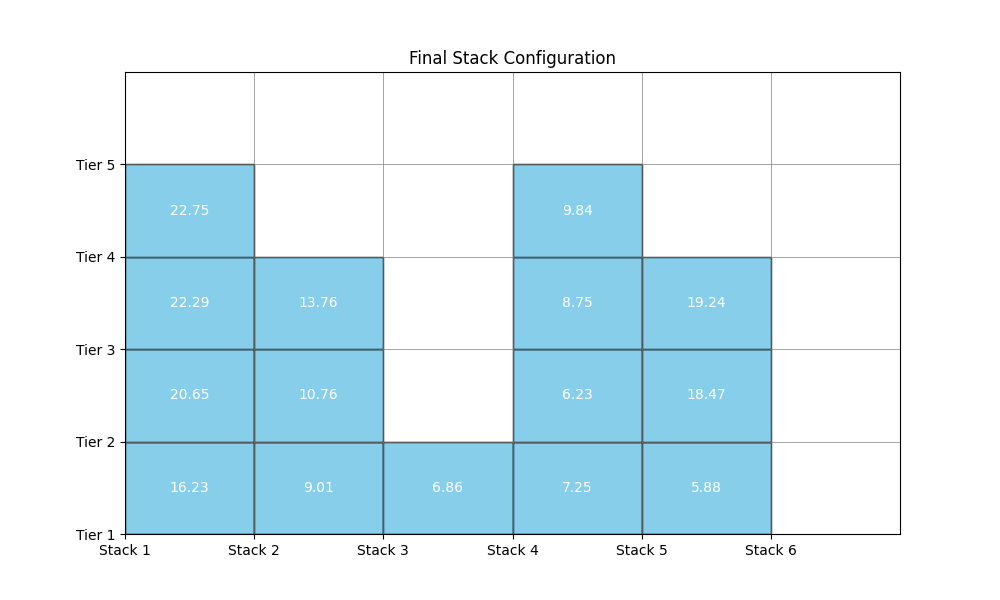 Final Stack Configuration
Tier 5
22.75 9.84
Tier 4
22.29 13.76 8.75 19.24
Tier 3
20.65 10.76 6.23 18.47
Tier 2
16.23 9.01 6.86 7.25 5.88
Tier 1
Stack 1 Stack 2 Stack 3 Stack 4 Stack 5 Stack 6